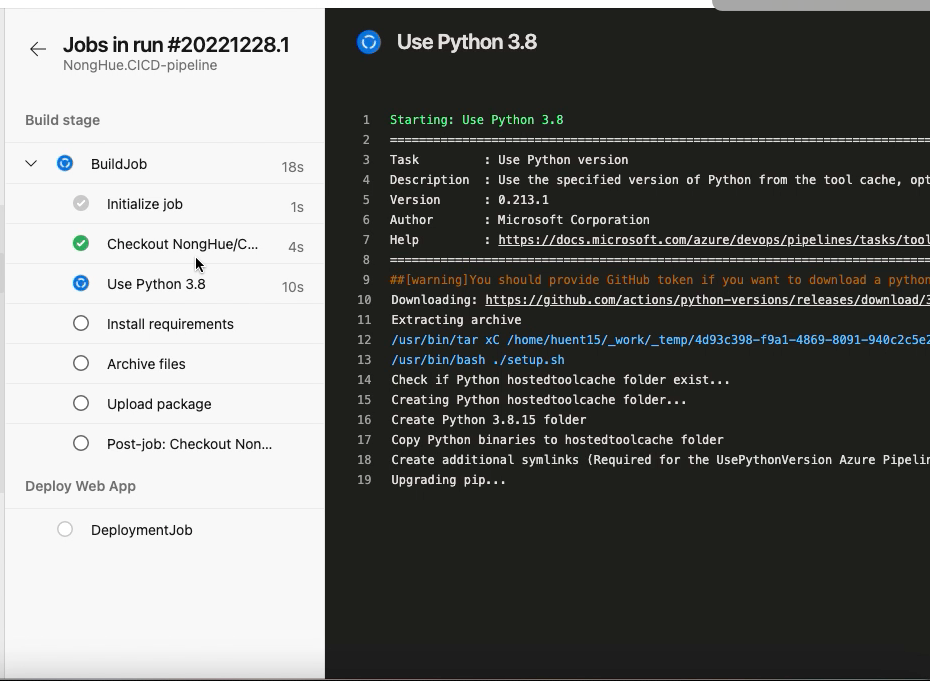 Jobs in run #20221228.1
NongHue.CICD-pipeline
Build stage
BuildJob 18s
Initialize job 1s
Checkout NongHue/C... 4s
Use Python 3.8 10s
Install requirements
Archive files
Upload package
Post-job: Checkout Non...
Deploy Web App
DeploymentJob
Use Python 3.8
1 Starting: Use Python 3.8
2 ==============================================================================
3 Task : Use Python version
4 Description : Use the specified version of Python from the tool cache, opt
5 Version : 0.213.1
6 Author : Microsoft Corporation
7 Help : https://docs.microsoft.com/azure/devops/pipelines/tasks/tool
8 ==============================================================================
9 ##[warning]You should provide GitHub token if you want to download a python
10 Downloading: https://github.com/actions/python-versions/releases/download/3
11 Extracting archive
12 /usr/bin/tar xC /home/huent15/_work/_temp/4d93c398-f9a1-4869-8091-940c2c5e2
13 /usr/bin/bash ./setup.sh
14 Check if Python hostedtoolcache folder exist...
15 Creating Python hostedtoolcache folder...
16 Create Python 3.8.15 folder
17 Copy Python binaries to hostedtoolcache folder
18 Create additional symlinks (Required for the UsePythonVersion Azure Pipelin
19 Upgrading pip...